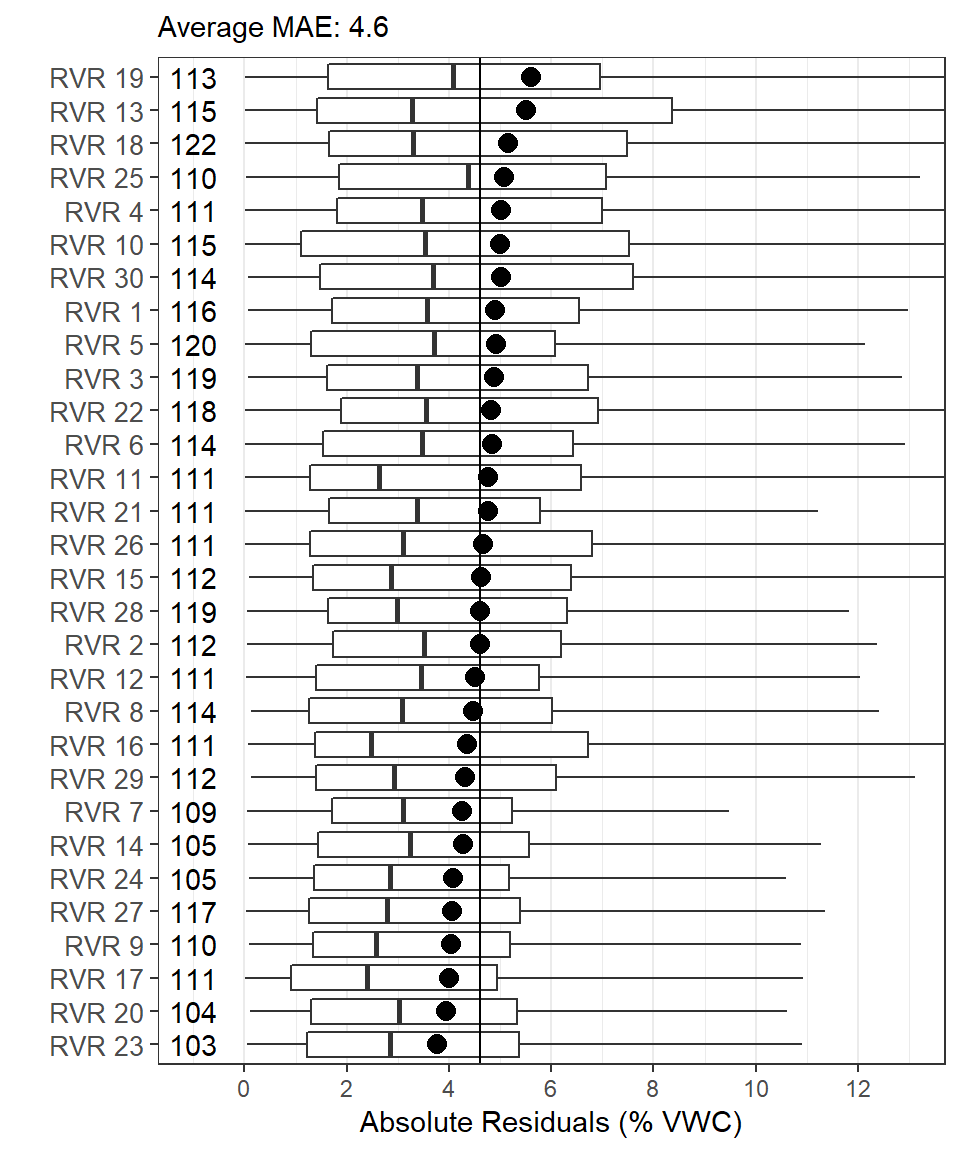 Average MAE: 4.6
RVR 19 113
RVR 13 115
RVR 18 122
RVR 25 110
RVR 4 111
RVR 10 115
RVR 30 114
RVR 1 116
RVR 5 120
RVR 3 119
RVR 22 118
RVR 6 114
RVR 11 111
RVR 21 111
RVR 26 111
RVR 15 112
RVR 28 119
RVR 2 112
RVR 12 111
RVR 8 114
RVR 16 111
RVR 29 112
RVR 7 109
RVR 14 105
RVR 24 105
RVR 27 117
RVR 9 110
RVR 17 111
RVR 20 104
RVR 23 103
0 2 4 6 8 10 12
Absolute Residuals (% VWC)